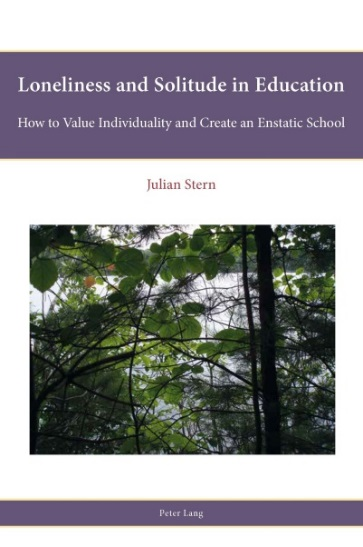 Loneliness and Solitude in Education
How to Value Individuality and Create an Enstatic School
Julian Stern
Peter Lang